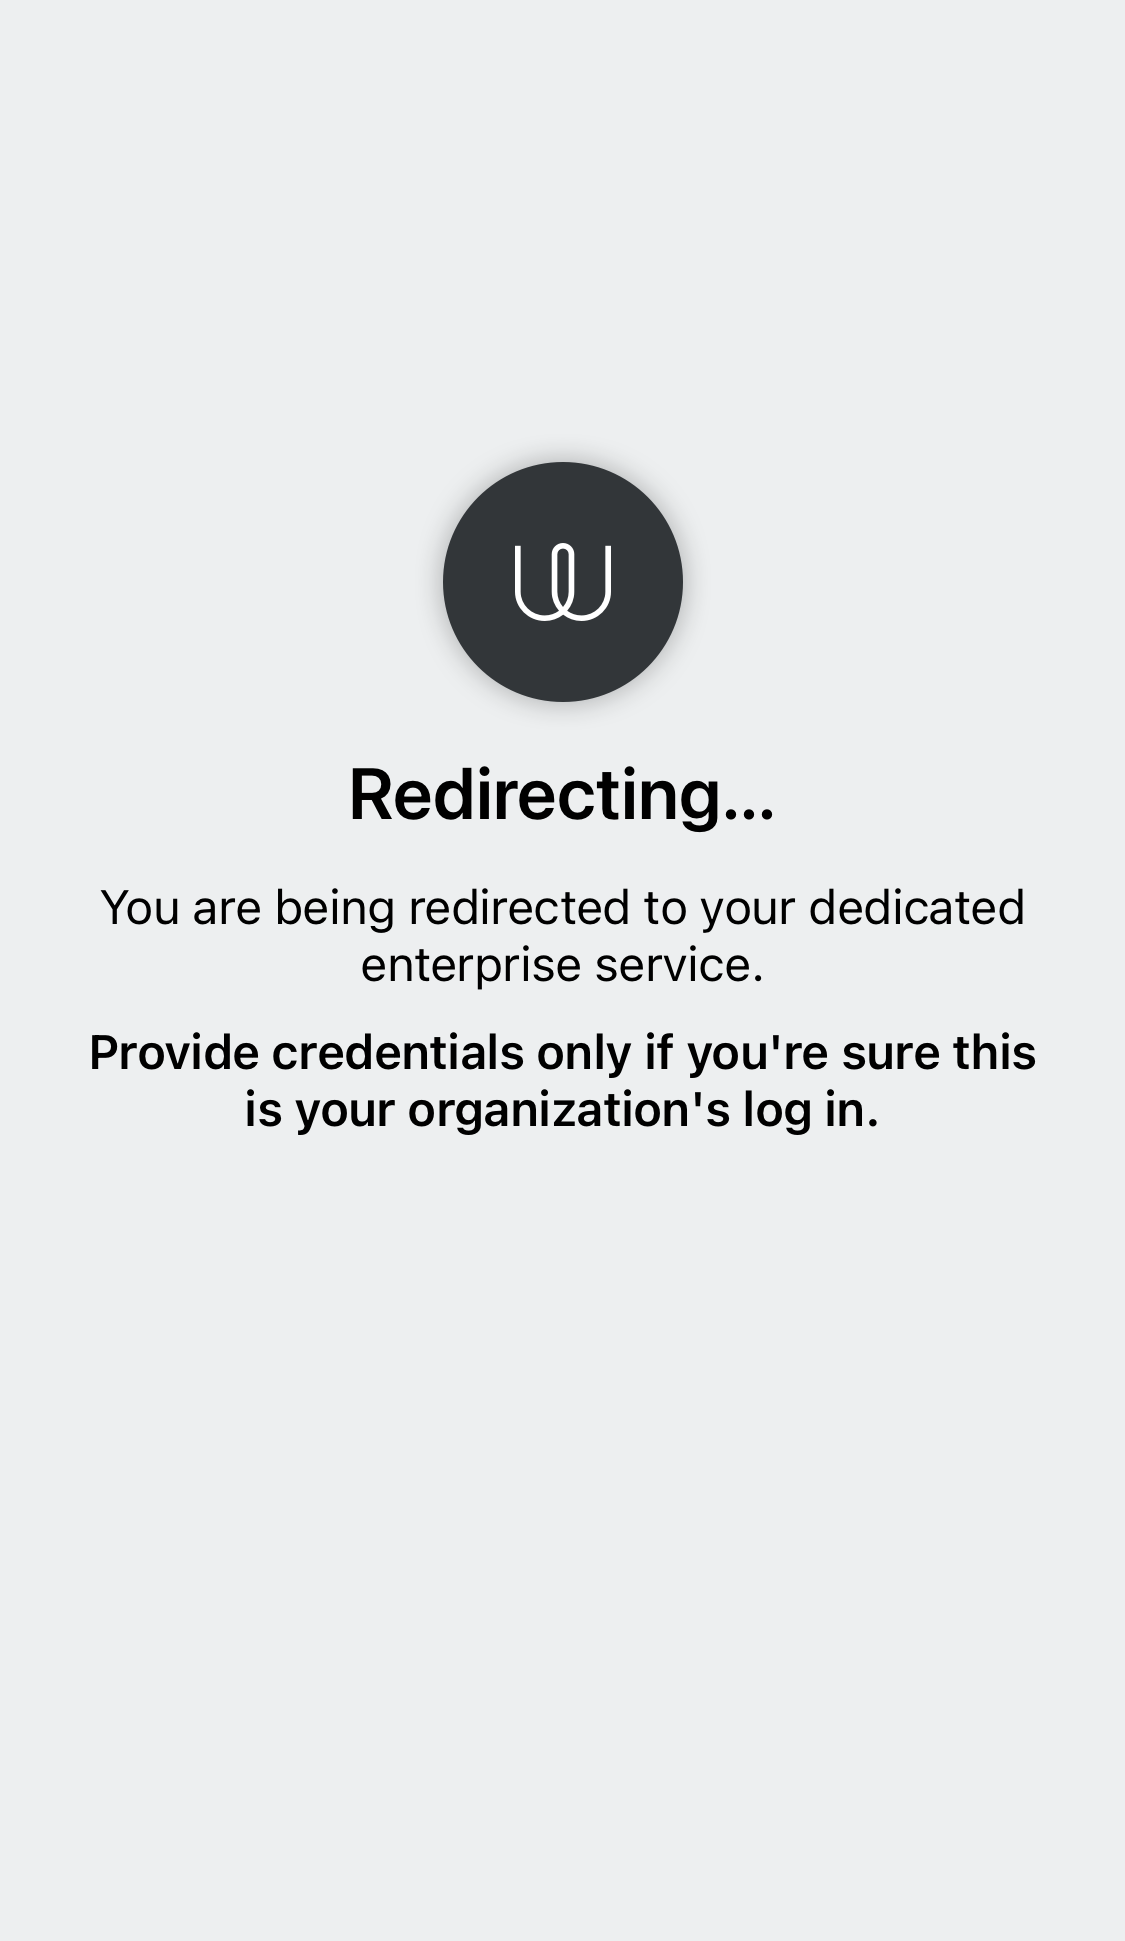 Redirecting...
You are being redirected to your dedicated
enterprise service.
Provide credentials only if you're sure this
is your organization's log in.